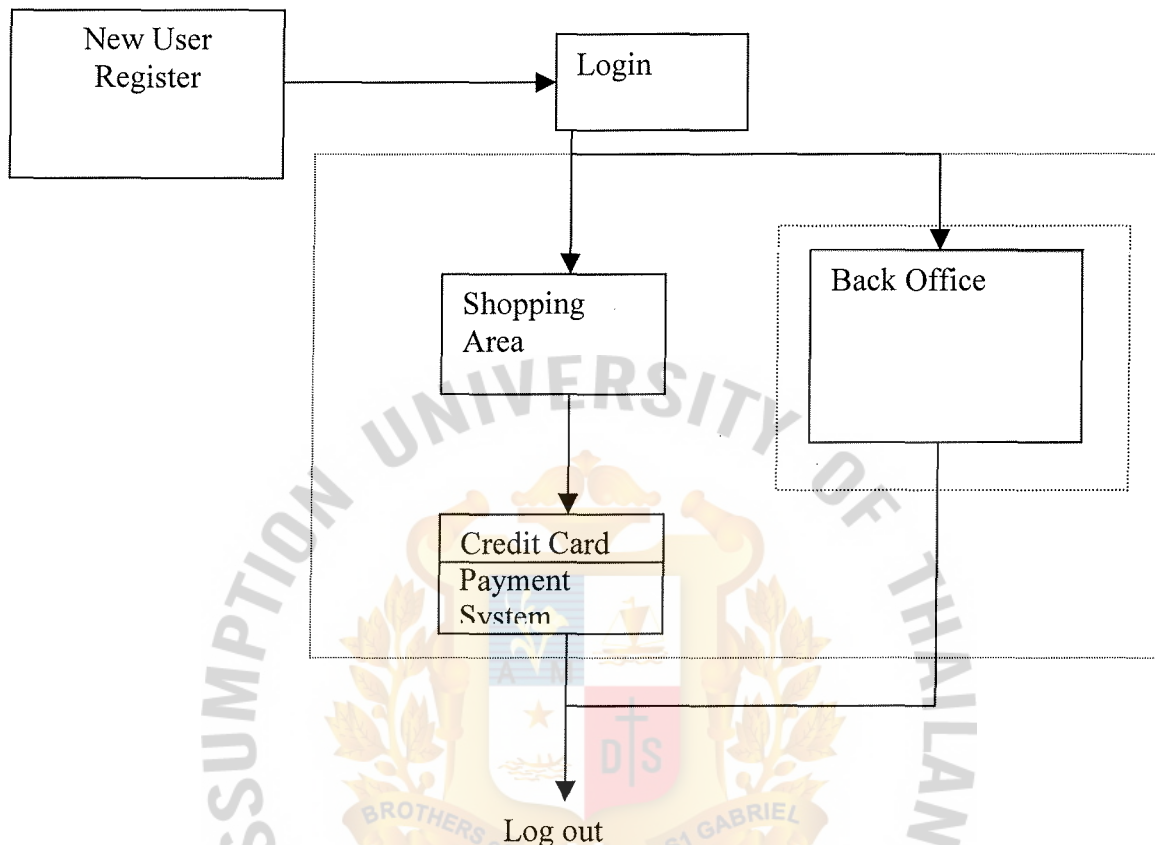 New User
Register
Login
Shopping
Area
Back Office
Credit Card
Payment
System
Log out
ASSUMPTION UNIVERSITY OF THAILAN
A N
D S
BROTHERS
GABRIEL